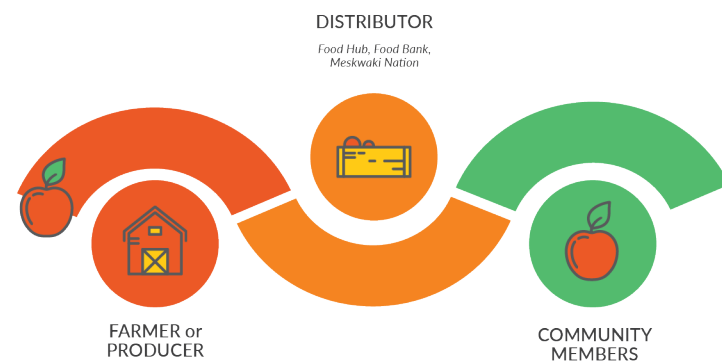 DISTRIBUTOR
Food Hub, Food Bank,
Meskwaki Nation
FARMER or
PRODUCER
COMMUNITY
MEMBERS